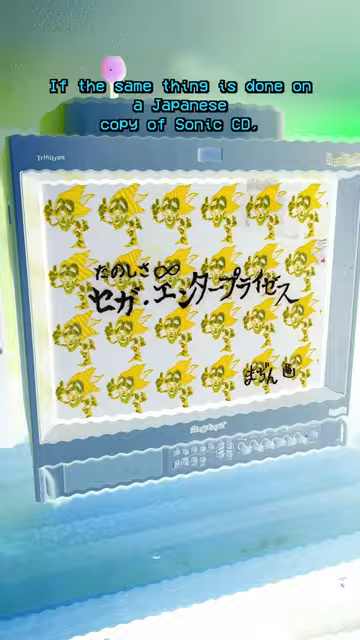 If the same thing is done on
a Japanese
copy of Sonic CD,
Trinitron
たのしさ∞
セガ・エンタープライゼス
まぢん 画